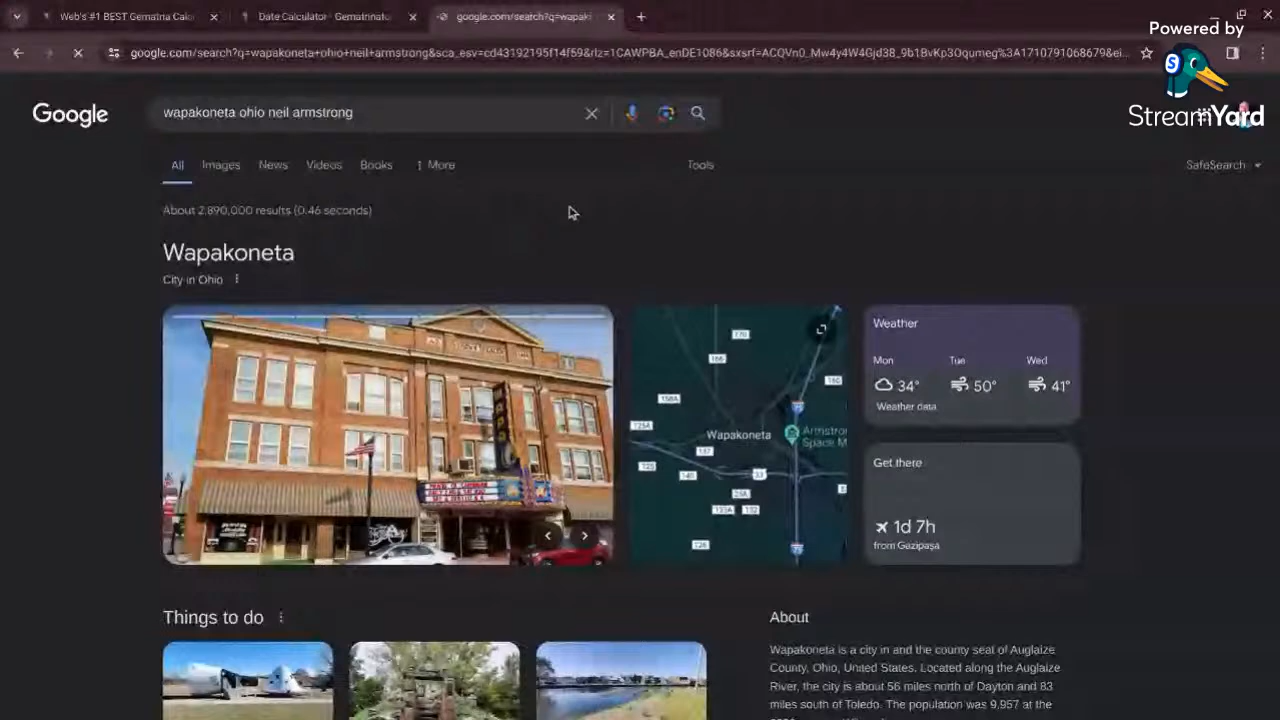 Web's #1 BEST Gematria Calc
Date Calculator - Gematrinato
google.com/search?q=wapak
Powered by
StreamYard
google.com/search?q=wapakoneta+ohio+neil+armstrong&sca_esv=cd43192195f14f59&rlz=1CAWPBA_enDE1086&sxsrf=ACQVn0_Mw4y4W4Gjd38_9b1BvKp3Oqumeg%3A1710791068679&ei...
Google
wapakoneta ohio neil armstrong
All
Images
News
Videos
Books
More
Tools
SafeSearch
About 2,890,000 results (0.46 seconds)
Wapakoneta
City in Ohio
Weather
Mon
Tue
Wed
34°
50°
41°
Weather data
Wapakoneta
Armstron
Space M
Get there
1d 7h
from Gazipaşa
Things to do
About
Wapakoneta is a city in and the county seat of Auglaize
County, Ohio, United States. Located along the Auglaize
River, the city is about 56 miles north of Dayton and 83
miles south of Toledo. The population was 9,957 at the